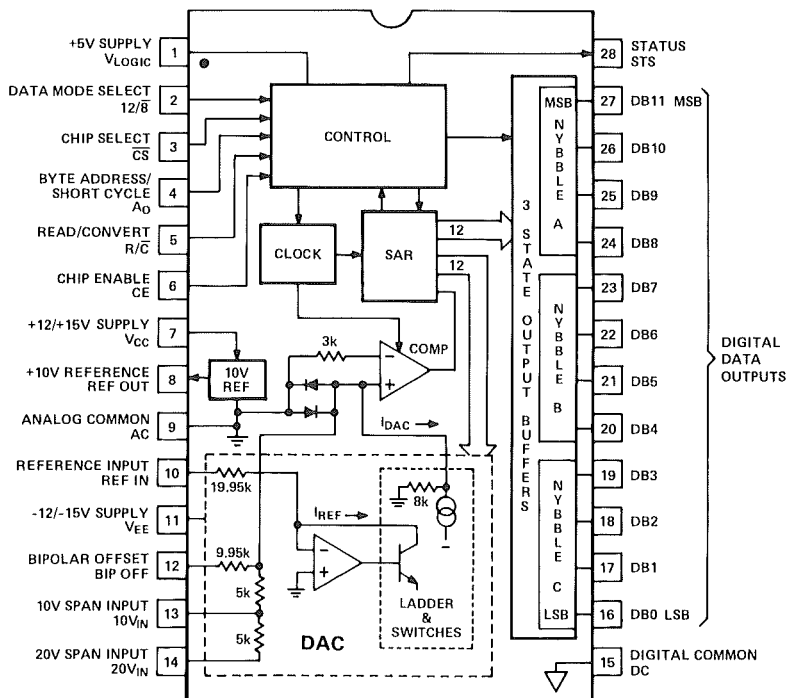 +5V SUPPLY
VLOGIC
1
DATA MODE SELECT
12/8̅
2
CHIP SELECT
C̅S̅
3
BYTE ADDRESS/
SHORT CYCLE
AO
4
READ/CONVERT
R/C̅
5
CHIP ENABLE
CE
6
+12/+15V SUPPLY
VCC
7
+10V REFERENCE
REF OUT
8
ANALOG COMMON
AC
9
REFERENCE INPUT
REF IN
10
-12/-15V SUPPLY
VEE
11
BIPOLAR OFFSET
BIP OFF
12
10V SPAN INPUT
10VIN
13
20V SPAN INPUT
20VIN
14
CONTROL
CLOCK
SAR
12
12
3k
COMP
10V
REF
IDAC
19.95k
8k
IREF
9.95k
5k
5k
LADDER
&
SWITCHES
DAC
3 STATE OUTPUT BUFFERS
MSB
NYBBLE A
NYBBLE B
NYBBLE C
LSB
28
STATUS
STS
27
DB11 MSB
26
DB10
25
DB9
24
DB8
23
DB7
22
DB6
21
DB5
20
DB4
19
DB3
18
DB2
17
DB1
16
DB0 LSB
15
DIGITAL COMMON
DC
DIGITAL
DATA
OUTPUTS